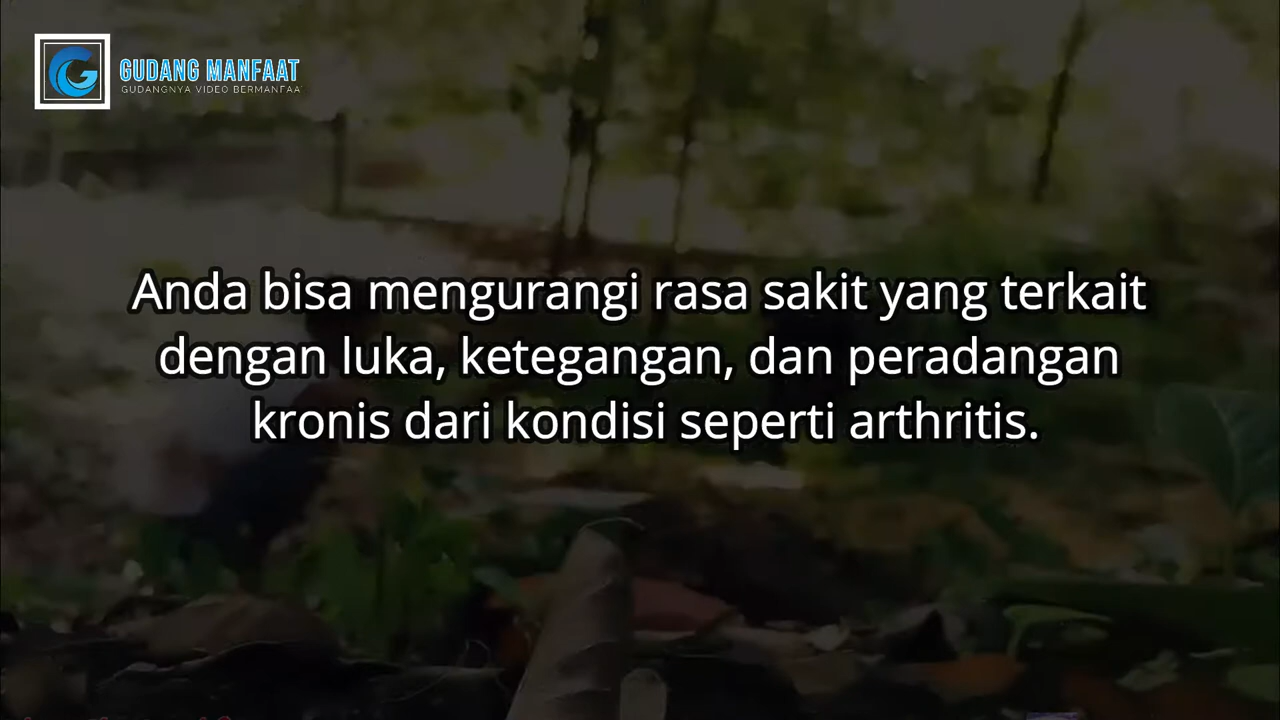 GUDANG MANFAAT
GUDANGNYA VIDEO BERMANFAA
Anda bisa mengurangi rasa sakit yang terkait
dengan luka, ketegangan, dan peradangan
kronis dari kondisi seperti arthritis.